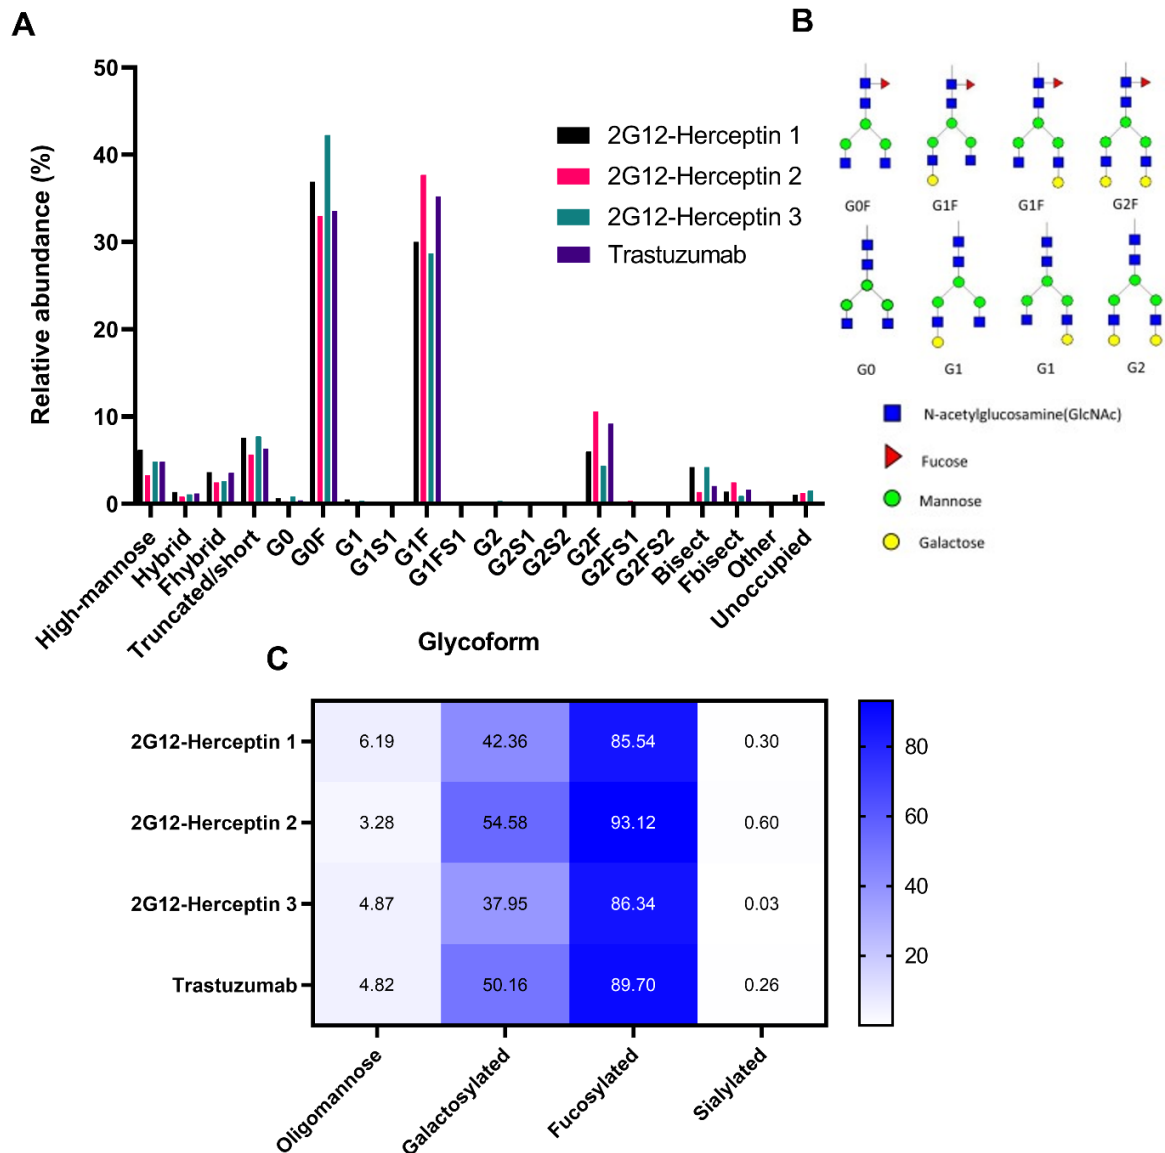 A
B
50
40
30
20
10
0
Relative abundance (%)
2G12-Herceptin 1
2G12-Herceptin 2
2G12-Herceptin 3
Trastuzumab
High-mannose
Hybrid
Fhybrid
Truncated/short
G0
G0F
G1
G1S1
G1F
G1FS1
G2
G2S1
G2S2
G2F
G2FS1
G2FS2
Bisect
Fbisect
Other
Unoccupied
Glycoform
G0F G1F G1F G2F
G0 G1 G1 G2
N-acetylglucosamine(GlcNAc)
Fucose
Mannose
Galactose
C
2G12-Herceptin 1 6.19 42.36 85.54 0.30
2G12-Herceptin 2 3.28 54.58 93.12 0.60
2G12-Herceptin 3 4.87 37.95 86.34 0.03
Trastuzumab 4.82 50.16 89.70 0.26
Oligomannose
Galactosylated
Fucosylated
Sialylated
80
60
40
20